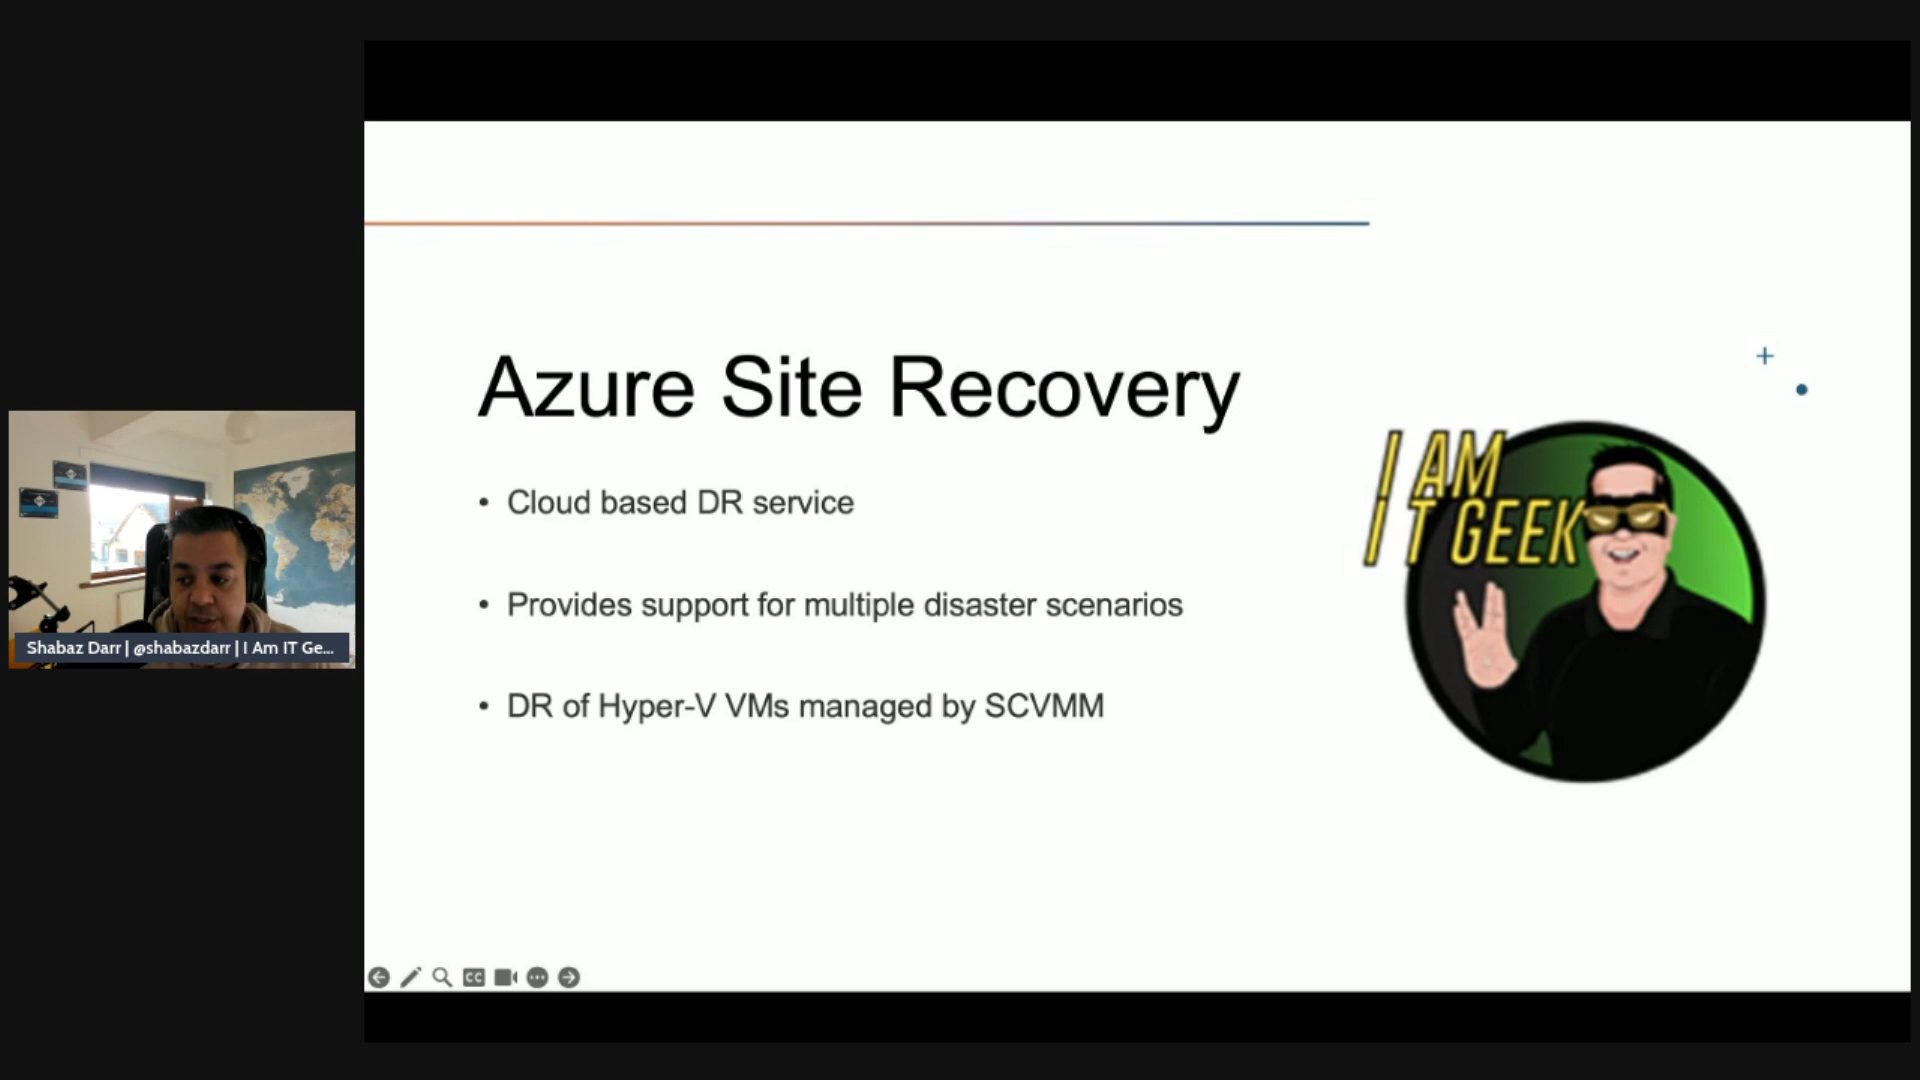 Azure Site Recovery
• Cloud based DR service
• Provides support for multiple disaster scenarios
• DR of Hyper-V VMs managed by SCVMM
I AM
I T GEEK
Shabaz Darr | @shabazdarr | I Am IT Ge...
CC